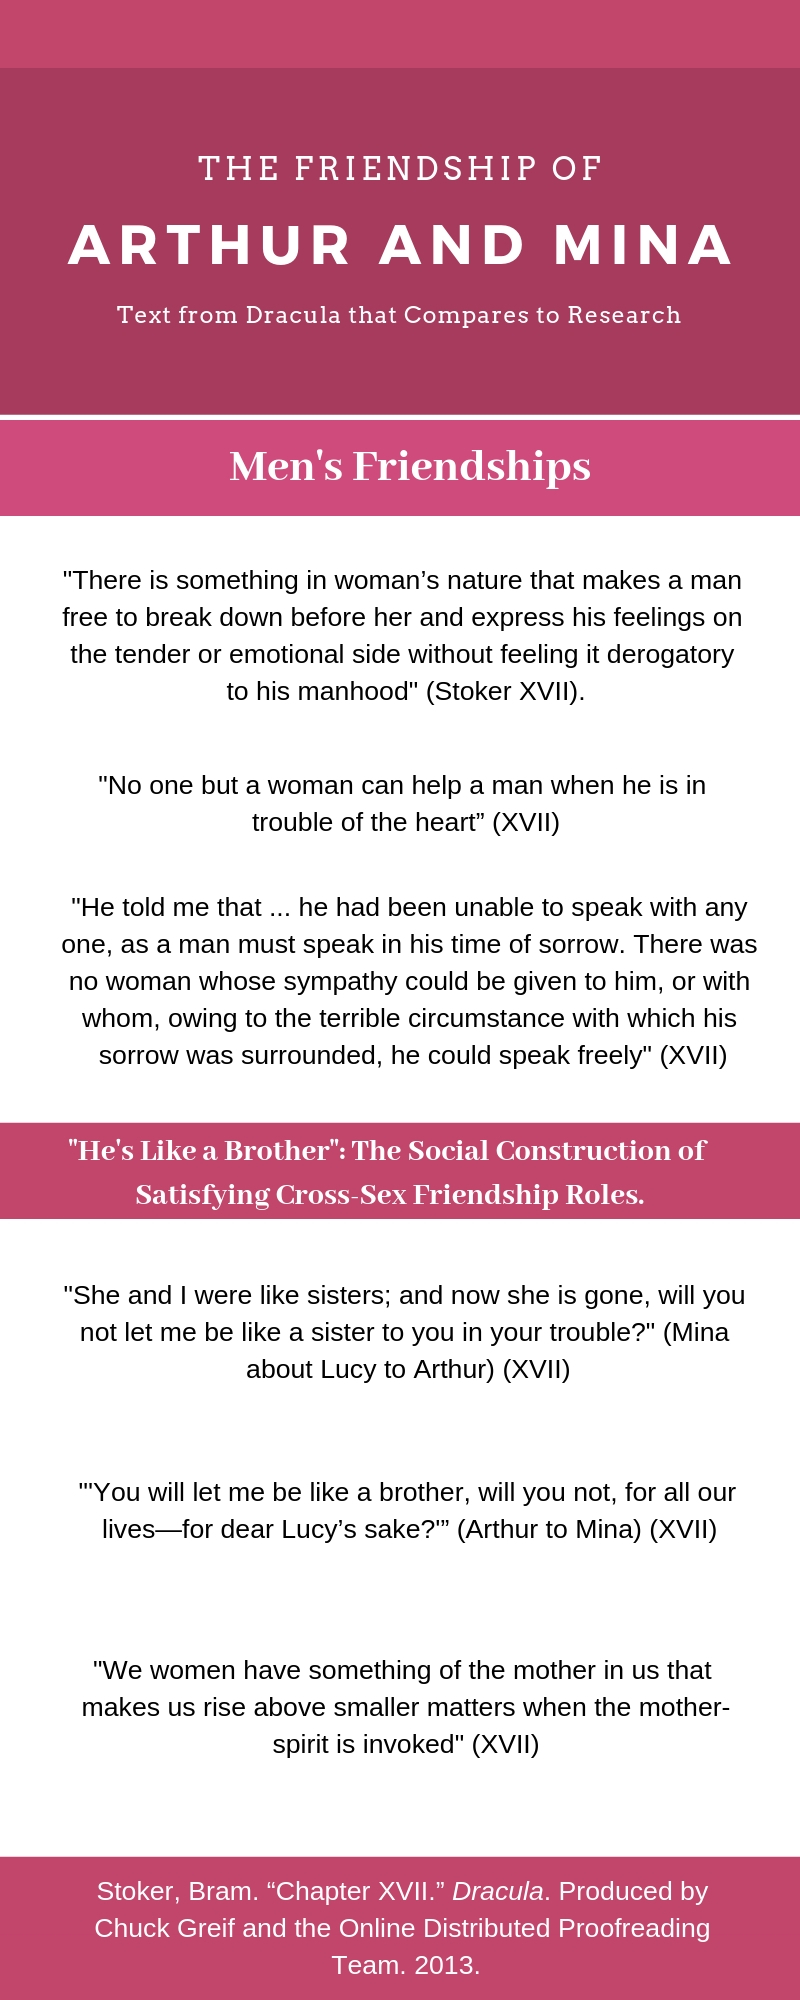 THE FRIENDSHIP OF
ARTHUR AND MINA
Text from Dracula that Compares to Research
Men's Friendships
"There is something in woman’s nature that makes a man
free to break down before her and express his feelings on
the tender or emotional side without feeling it derogatory
to his manhood" (Stoker XVII).
"No one but a woman can help a man when he is in
trouble of the heart” (XVII)
"He told me that ... he had been unable to speak with any
one, as a man must speak in his time of sorrow. There was
no woman whose sympathy could be given to him, or with
whom, owing to the terrible circumstance with which his
sorrow was surrounded, he could speak freely" (XVII)
"He's Like a Brother": The Social Construction of
Satisfying Cross-Sex Friendship Roles.
"She and I were like sisters; and now she is gone, will you
not let me be like a sister to you in your trouble?" (Mina
about Lucy to Arthur) (XVII)
"'You will let me be like a brother, will you not, for all our
lives—for dear Lucy’s sake?'” (Arthur to Mina) (XVII)
"We women have something of the mother in us that
makes us rise above smaller matters when the mother-
spirit is invoked" (XVII)
Stoker, Bram. “Chapter XVII.” Dracula. Produced by
Chuck Greif and the Online Distributed Proofreading
Team. 2013.